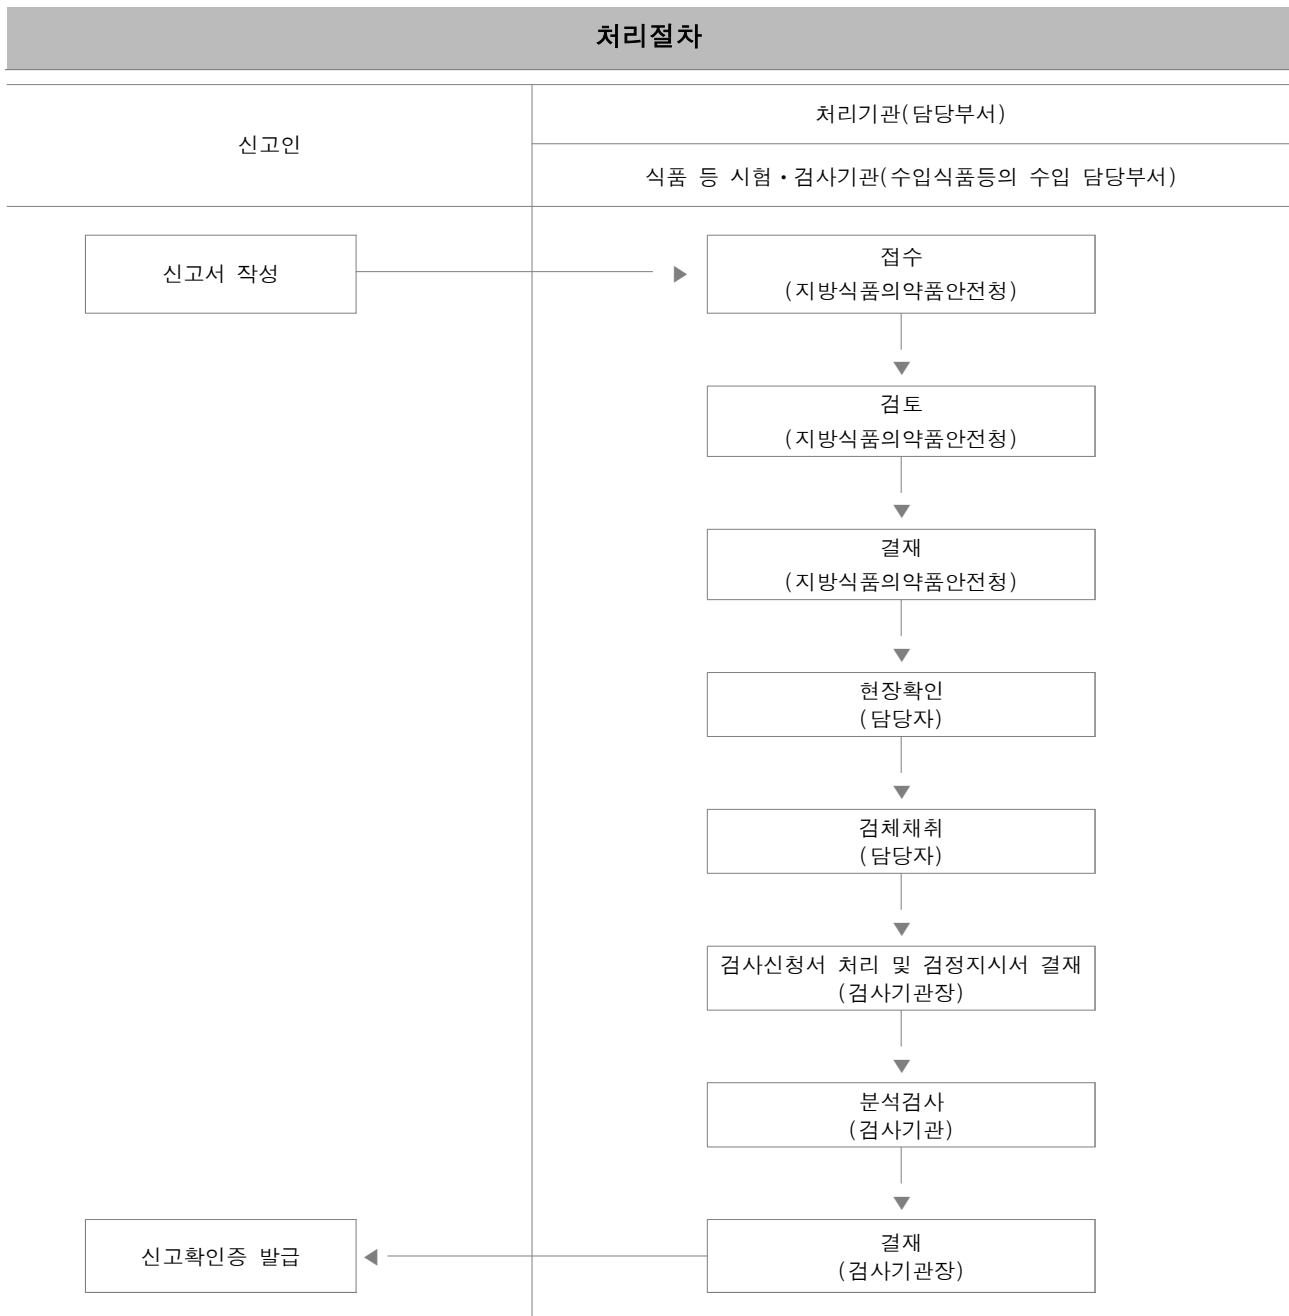 처리절차
신고인
처리기관(담당부서)
식품 등 시험·검사기관(수입식품등의 수입 담당부서)
신고서 작성
접수
(지방식품의약품안전청)
검토
(지방식품의약품안전청)
결재
(지방식품의약품안전청)
현장확인
(담당자)
검체채취
(담당자)
검사신청서 처리 및 검정지시서 결재
(검사기관장)
분석검사
(검사기관)
신고확인증 발급
결재
(검사기관장)